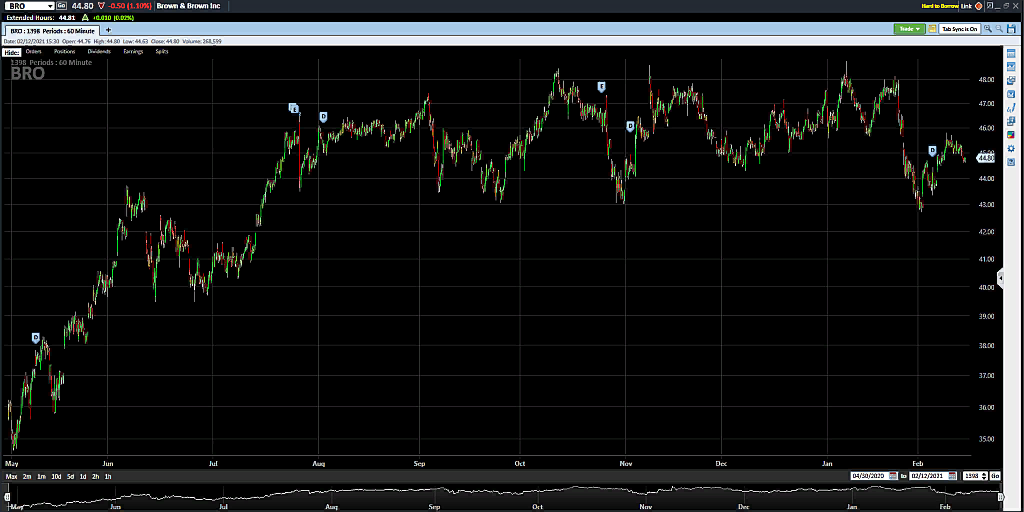 BRO Go 44.80 -0.50 (1.10%) Brown & Brown Inc Hard to Borrow Link
Extended Hours: 44.81 +0.010 (0.02%)
BRO : 1398 Periods : 60 Minute + Trade Tab Sync is On
Date: 02/12/2021 15:30 Open: 44.76 High: 44.80 Low: 44.63 Close: 44.80 Volume: 268,599
Hide: Orders Positions Dividends Earnings Splits
1398 Periods : 60 Minute
BRO
48.00
47.00
E
E
D
D
46.00
D
45.00
44.80
44.00
43.00
42.00
41.00
40.00
39.00
D
38.00
37.00
36.00
35.00
May Jun Jul Aug Sep Oct Nov Dec Jan Feb
Max 2m 1m 10d 5d 1d 2h 1h 04/30/2020 to 02/12/2021 1398 Go
May Jun Jul Aug Sep Oct Nov Dec Jan Feb